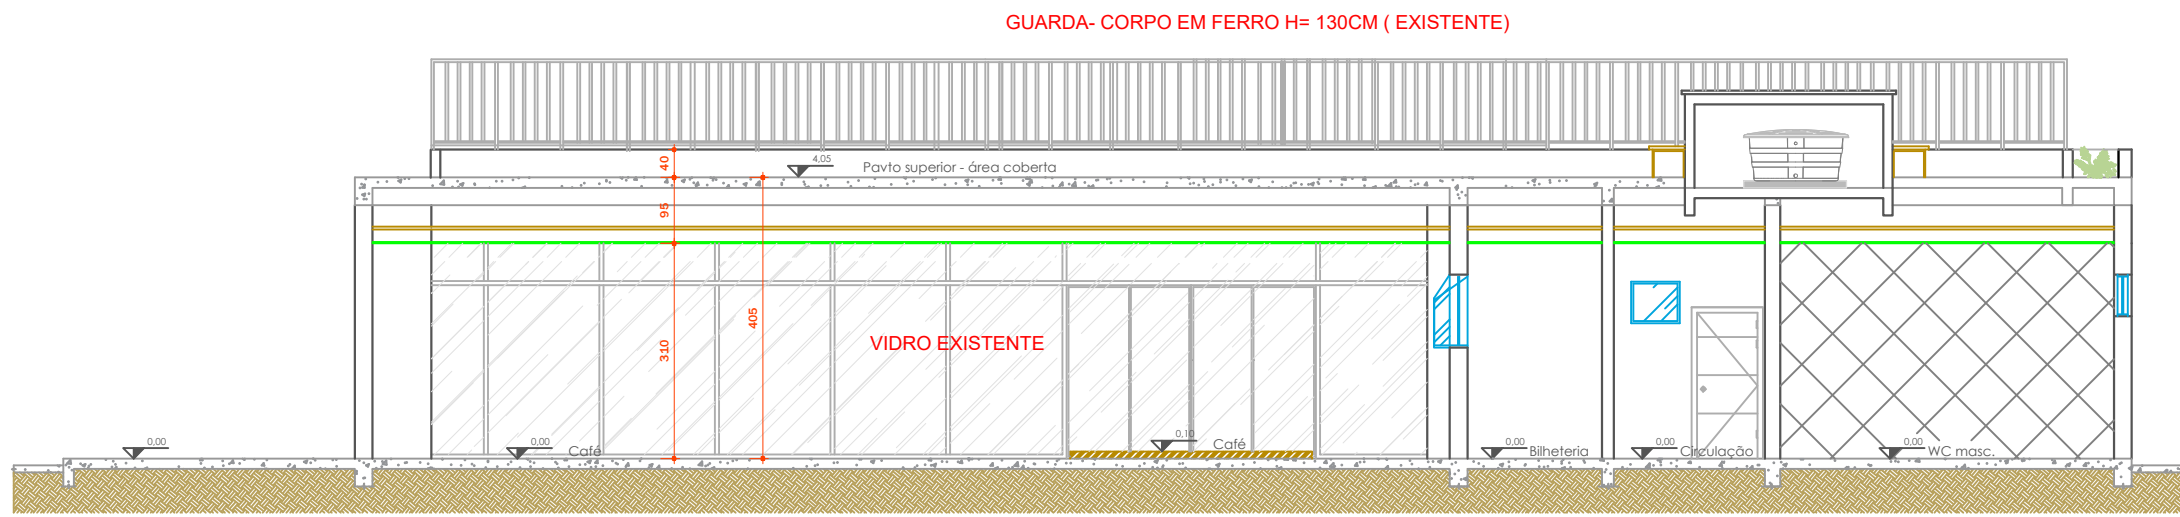 GUARDA- CORPO EM FERRO H= 130CM ( EXISTENTE)
40
4,05
Pavto superior - área coberta
95
405
310
VIDRO EXISTENTE
0,00
0,00
Café
0,10
Café
0,00
Bilheteria
0,00
Circulação
0,00
WC masc.